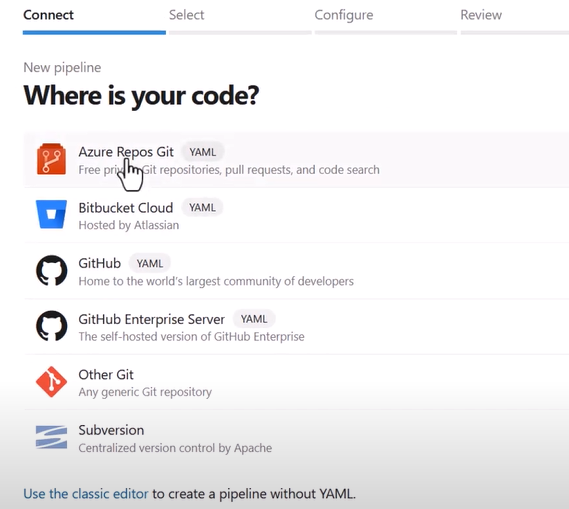 Connect Select Configure Review
New pipeline
Where is your code?
Azure Repos Git YAML
Free Git repositories, pull requests, and code search
Bitbucket Cloud YAML
Hosted by Atlassian
GitHub YAML
Home to the world's largest community of developers
GitHub Enterprise Server YAML
The self-hosted version of GitHub Enterprise
Other Git
Any generic Git repository
Subversion
Centralized version control by Apache
Use the classic editor to create a pipeline without YAML.